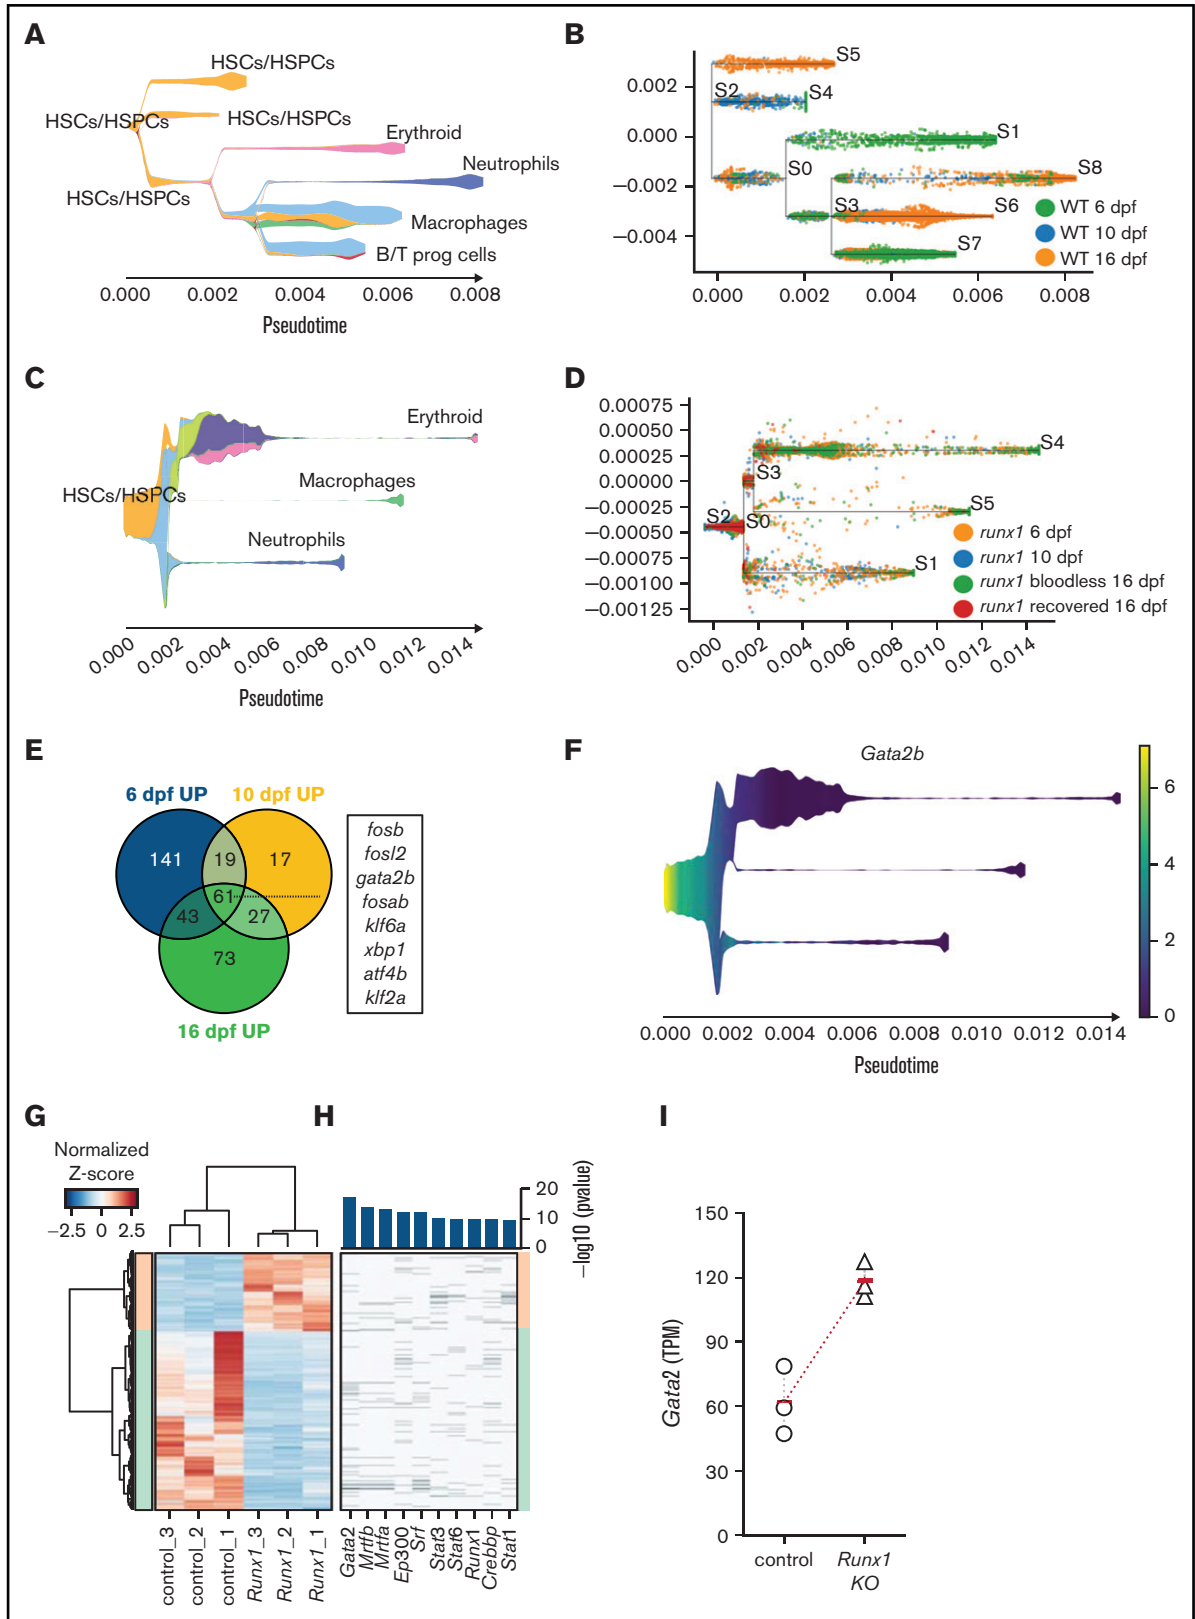 A
HSCs/HSPCs
HSCs/HSPCs
HSCs/HSPCs
HSCs/HSPCs
Erythroid
Neutrophils
Macrophages
B/T prog cells
0.000 0.002 0.004 0.006 0.008
Pseudotime
B
0.002
0.000
−0.002
−0.004
S5
S2
S4
S1
S0
S8
S3
S6
S7
WT 6 dpf
WT 10 dpf
WT 16 dpf
0.000 0.002 0.004 0.006 0.008
C
Erythroid
HSCs/HSPCs
Macrophages
Neutrophils
0.000 0.002 0.004 0.006 0.008 0.010 0.012 0.014
Pseudotime
D
0.00075
0.00050
0.00025
0.00000
−0.00025
−0.00050
−0.00075
−0.00100
−0.00125
S4
S3
S5
S2
S0
S1
runx1 6 dpf
runx1 10 dpf
runx1 bloodless 16 dpf
runx1 recovered 16 dpf
0.000 0.002 0.004 0.006 0.008 0.010 0.012 0.014
E
6 dpf UP 10 dpf UP
141 19 17
61
43 27
73
16 dpf UP
fosb
fosl2
gata2b
fosab
klf6a
xbp1
atf4b
klf2a
F
Gata2b
6
4
2
0
0.000 0.002 0.004 0.006 0.008 0.010 0.012 0.014
Pseudotime
G
Normalized
Z-score
−2.5 0 2.5
control_3
control_2
control_1
Runx1_3
Runx1_2
Runx1_1
H
20
10
0
−log10 (pvalue)
Gata2
Mrtfb
Mrtfa
Ep300
Srf
Stat3
Stat6
Runx1
Crebbp
Stat1
I
150
120
90
60
30
0
Gata2 (TPM)
control Runx1
KO